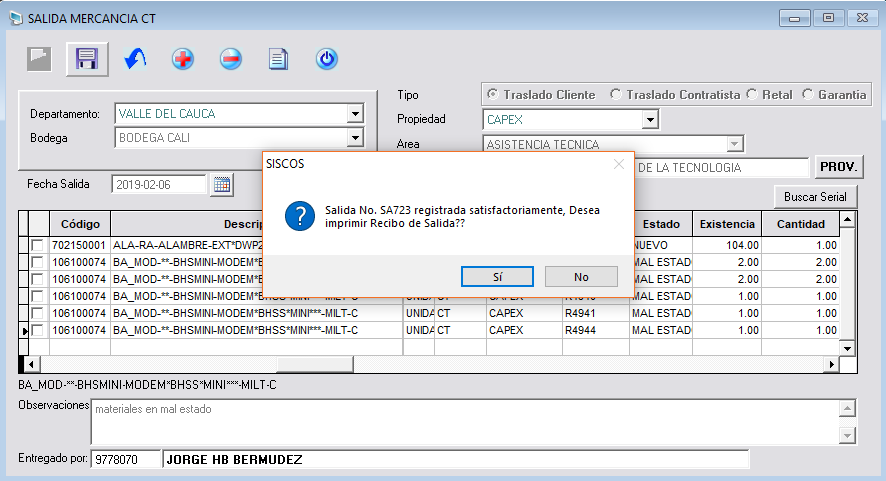 SALIDA MERCANCIA CT
Departamento: VALLE DEL CAUCA
Bodega BODEGA CALI
Tipo Traslado Cliente Traslado Contratista Retal Garantia
Propiedad CAPEX
Area ASISTENCIA TECNICA
DE LA TECNOLOGIA PROV.
Fecha Salida 2019-02-06
Buscar Serial
SISCOS
Salida No. SA723 registrada satisfactoriamente, Desea
imprimir Recibo de Salida??
Sí No
Código Descrip Estado Existencia Cantidad
702150001 ALA-RA-ALAMBRE-EXT*DWP2 NUEVO 104.00 1.00
106100074 BA_MOD-**-BHSMINI-MODEM*B MAL ESTAD 2.00 2.00
106100074 BA_MOD-**-BHSMINI-MODEM*B MAL ESTAD 2.00 2.00
106100074 BA_MOD-**-BHSMINI-MODEM*BHSS*MINI***-MILT-C UNIDA CT CAPEX MAL ESTAD 1.00 1.00
106100074 BA_MOD-**-BHSMINI-MODEM*BHSS*MINI***-MILT-C UNIDA CT CAPEX R4941 MAL ESTAD 1.00 1.00
106100074 BA_MOD-**-BHSMINI-MODEM*BHSS*MINI***-MILT-C UNIDA CT CAPEX R4944 MAL ESTAD 1.00 1.00
BA_MOD-**-BHSMINI-MODEM*BHSS*MINI***-MILT-C
Observaciones materiales en mal estado
Entregado por: 9778070 JORGE HB BERMUDEZ